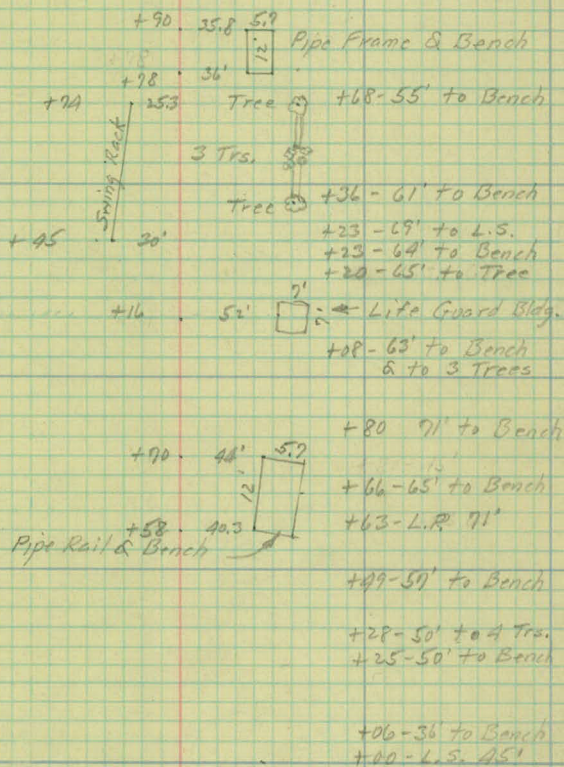 +90 35.8 5.7
12'
Pipe Frame & Bench
+78 36'
+74 25.3 Tree +68-55' to Bench
Swing Rack
3 Trs.
Tree +36-61' to Bench
+23-69' to L.S.
+45 30' +23-64' to Bench
+20-65' to Tree
7'
+16 52' 7' Life Guard Bldg.
+08-63' to Bench
& to 3 Trees
+80 71' to Bench
+70 44' 5.7
12'
+66-65' to Bench
+58 40.3 +63-L.P. 71'
Pipe Rail & Bench
+49-57' to Bench
+28-50' to 4 Trs.
+25-50' to Bench
+06-36' to Bench
+00-L.S. 45'